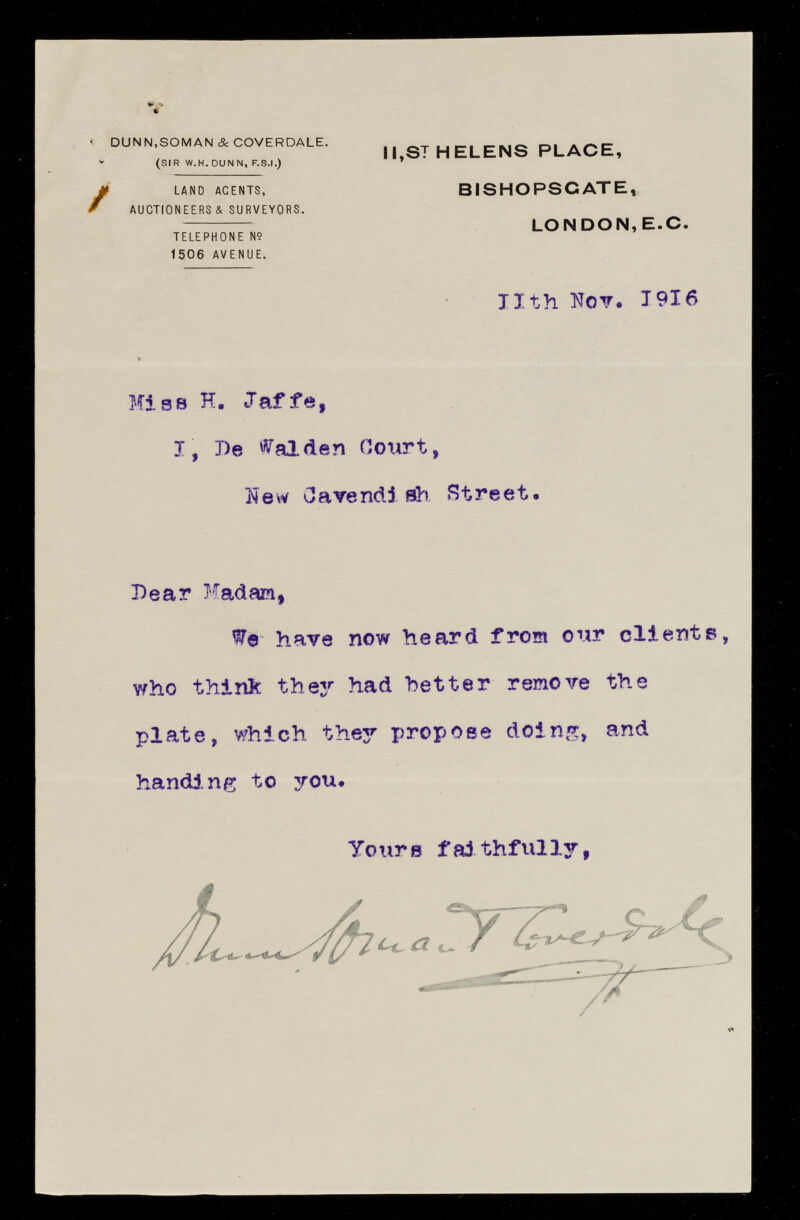 DUNN, SOMAN & COVERDALE.
(SIR W.H. DUNN, F.S.I.)
LAND AGENTS,
AUCTIONEERS & SURVEYORS.
TELEPHONE Nº
1506 AVENUE.
11, ST HELENS PLACE,
BISHOPSGATE,
LONDON, E.C.
IIth Nov. I9I6
Miss H. Jaffe,
I, De Walden Court,
New Cavendish Street.
Dear Madam,
We have now heard from our clients,
who think they had better remove the
plate, which they propose doing, and
handing to you.
Yours faithfully,
Dunn Soman & Coverdale